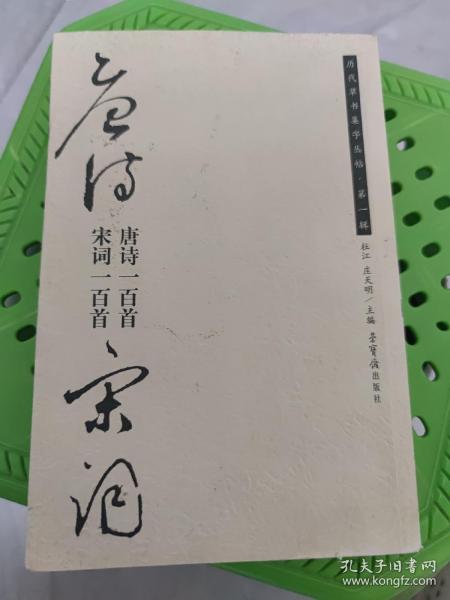 历代草书集字丛帖·第一辑
杜江 庄天明/主编 荣宝斋出版社
唐诗
唐诗一百首
宋词一百首
宋词
孔夫子旧书网
www.kongfz.com